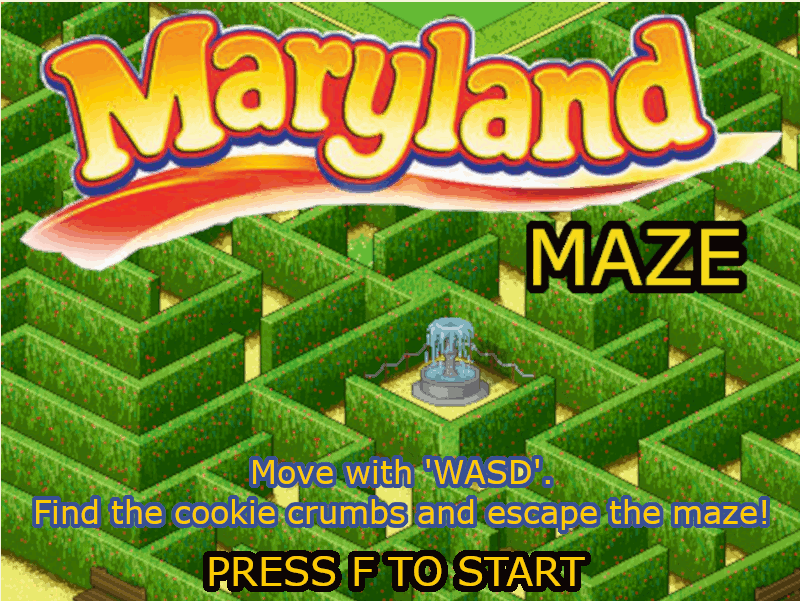 Maryland
MAZE
Move with 'WASD'.
Find the cookie crumbs and escape the maze!
PRESS F TO START